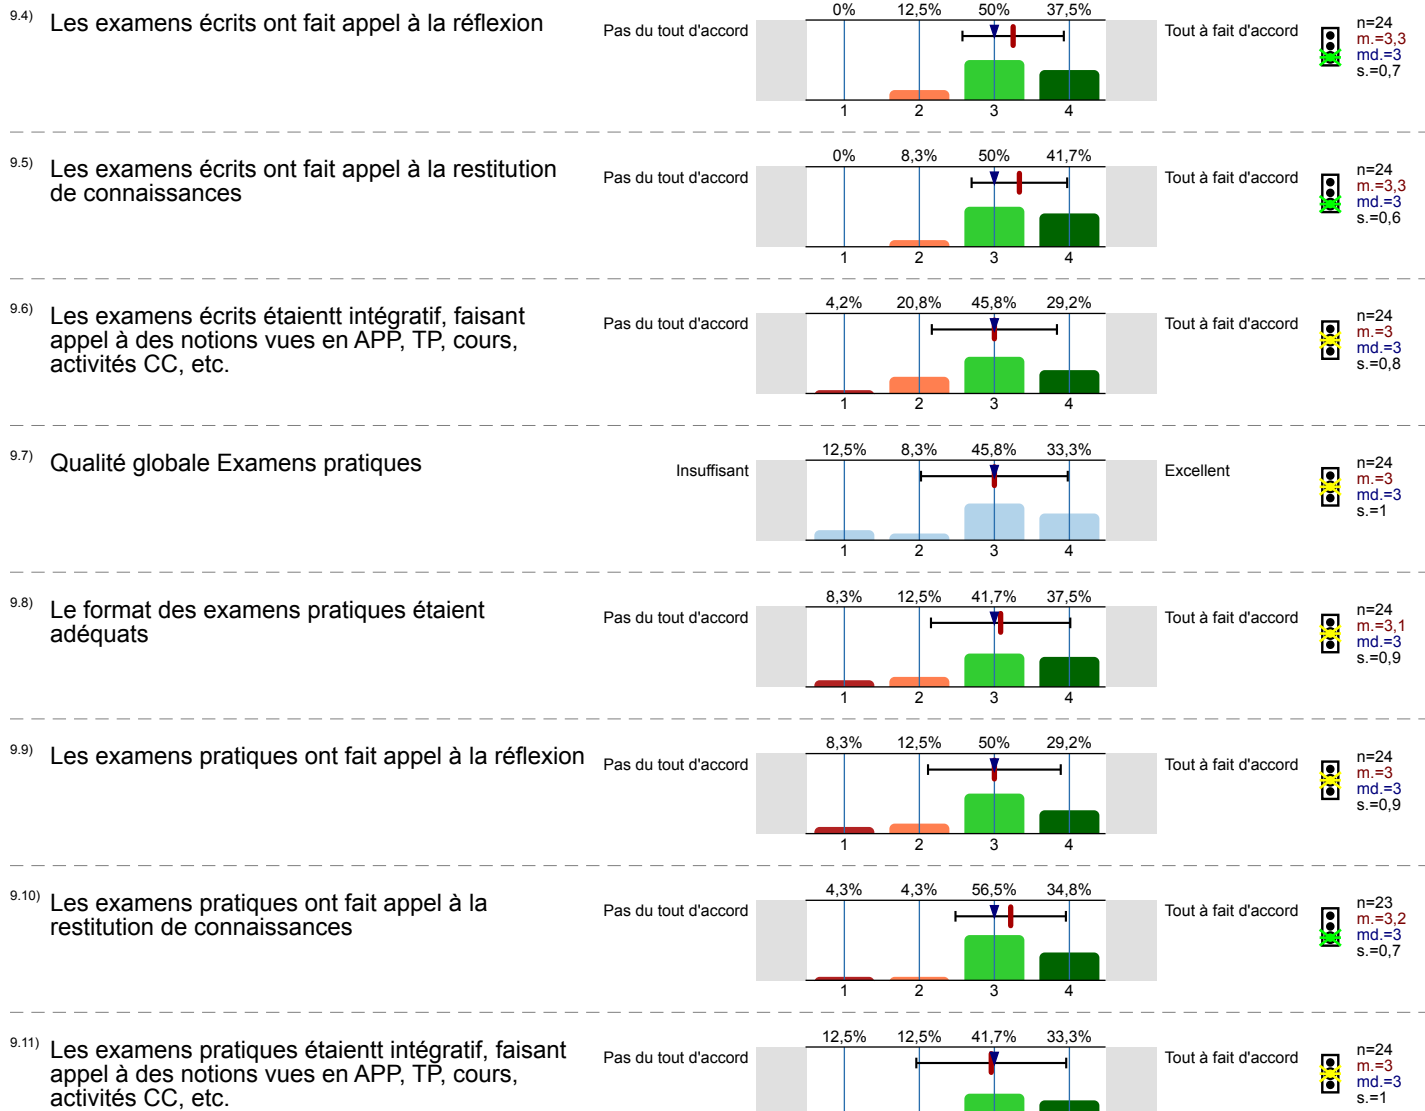 9.4) Les examens écrits ont fait appel à la réflexion
Pas du tout d'accord
0% 12,5% 50% 37,5%
1 2 3 4
Tout à fait d'accord
n=24
m.=3,3
md.=3
s.=0,7
9.5) Les examens écrits ont fait appel à la restitution
de connaissances
Pas du tout d'accord
0% 8,3% 50% 41,7%
1 2 3 4
Tout à fait d'accord
n=24
m.=3,3
md.=3
s.=0,6
9.6) Les examens écrits étaientt intégratif, faisant
appel à des notions vues en APP, TP, cours,
activités CC, etc.
Pas du tout d'accord
4,2% 20,8% 45,8% 29,2%
1 2 3 4
Tout à fait d'accord
n=24
m.=3
md.=3
s.=0,8
9.7) Qualité globale Examens pratiques
Insuffisant
12,5% 8,3% 45,8% 33,3%
1 2 3 4
Excellent
n=24
m.=3
md.=3
s.=1
9.8) Le format des examens pratiques étaient
adéquats
Pas du tout d'accord
8,3% 12,5% 41,7% 37,5%
1 2 3 4
Tout à fait d'accord
n=24
m.=3,1
md.=3
s.=0,9
9.9) Les examens pratiques ont fait appel à la réflexion
Pas du tout d'accord
8,3% 12,5% 50% 29,2%
1 2 3 4
Tout à fait d'accord
n=24
m.=3
md.=3
s.=0,9
9.10) Les examens pratiques ont fait appel à la
restitution de connaissances
Pas du tout d'accord
4,3% 4,3% 56,5% 34,8%
1 2 3 4
Tout à fait d'accord
n=23
m.=3,2
md.=3
s.=0,7
9.11) Les examens pratiques étaientt intégratif, faisant
appel à des notions vues en APP, TP, cours,
activités CC, etc.
Pas du tout d'accord
12,5% 12,5% 41,7% 33,3%
Tout à fait d'accord
n=24
m.=3
md.=3
s.=1